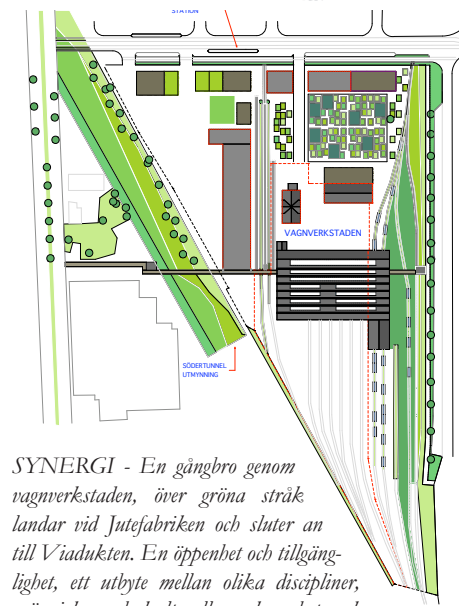 STATION
VAGNVERKSTADEN
SÖDERTUNNEL
UTMYNNING
SYNERGI - En gångbro genom
vagnverkstaden, över gröna stråk
landar vid Jutefabriken och sluter an
till Viadukten. En öppenhet och tillgäng-
lighet, ett utbyte mellan olika discipliner,